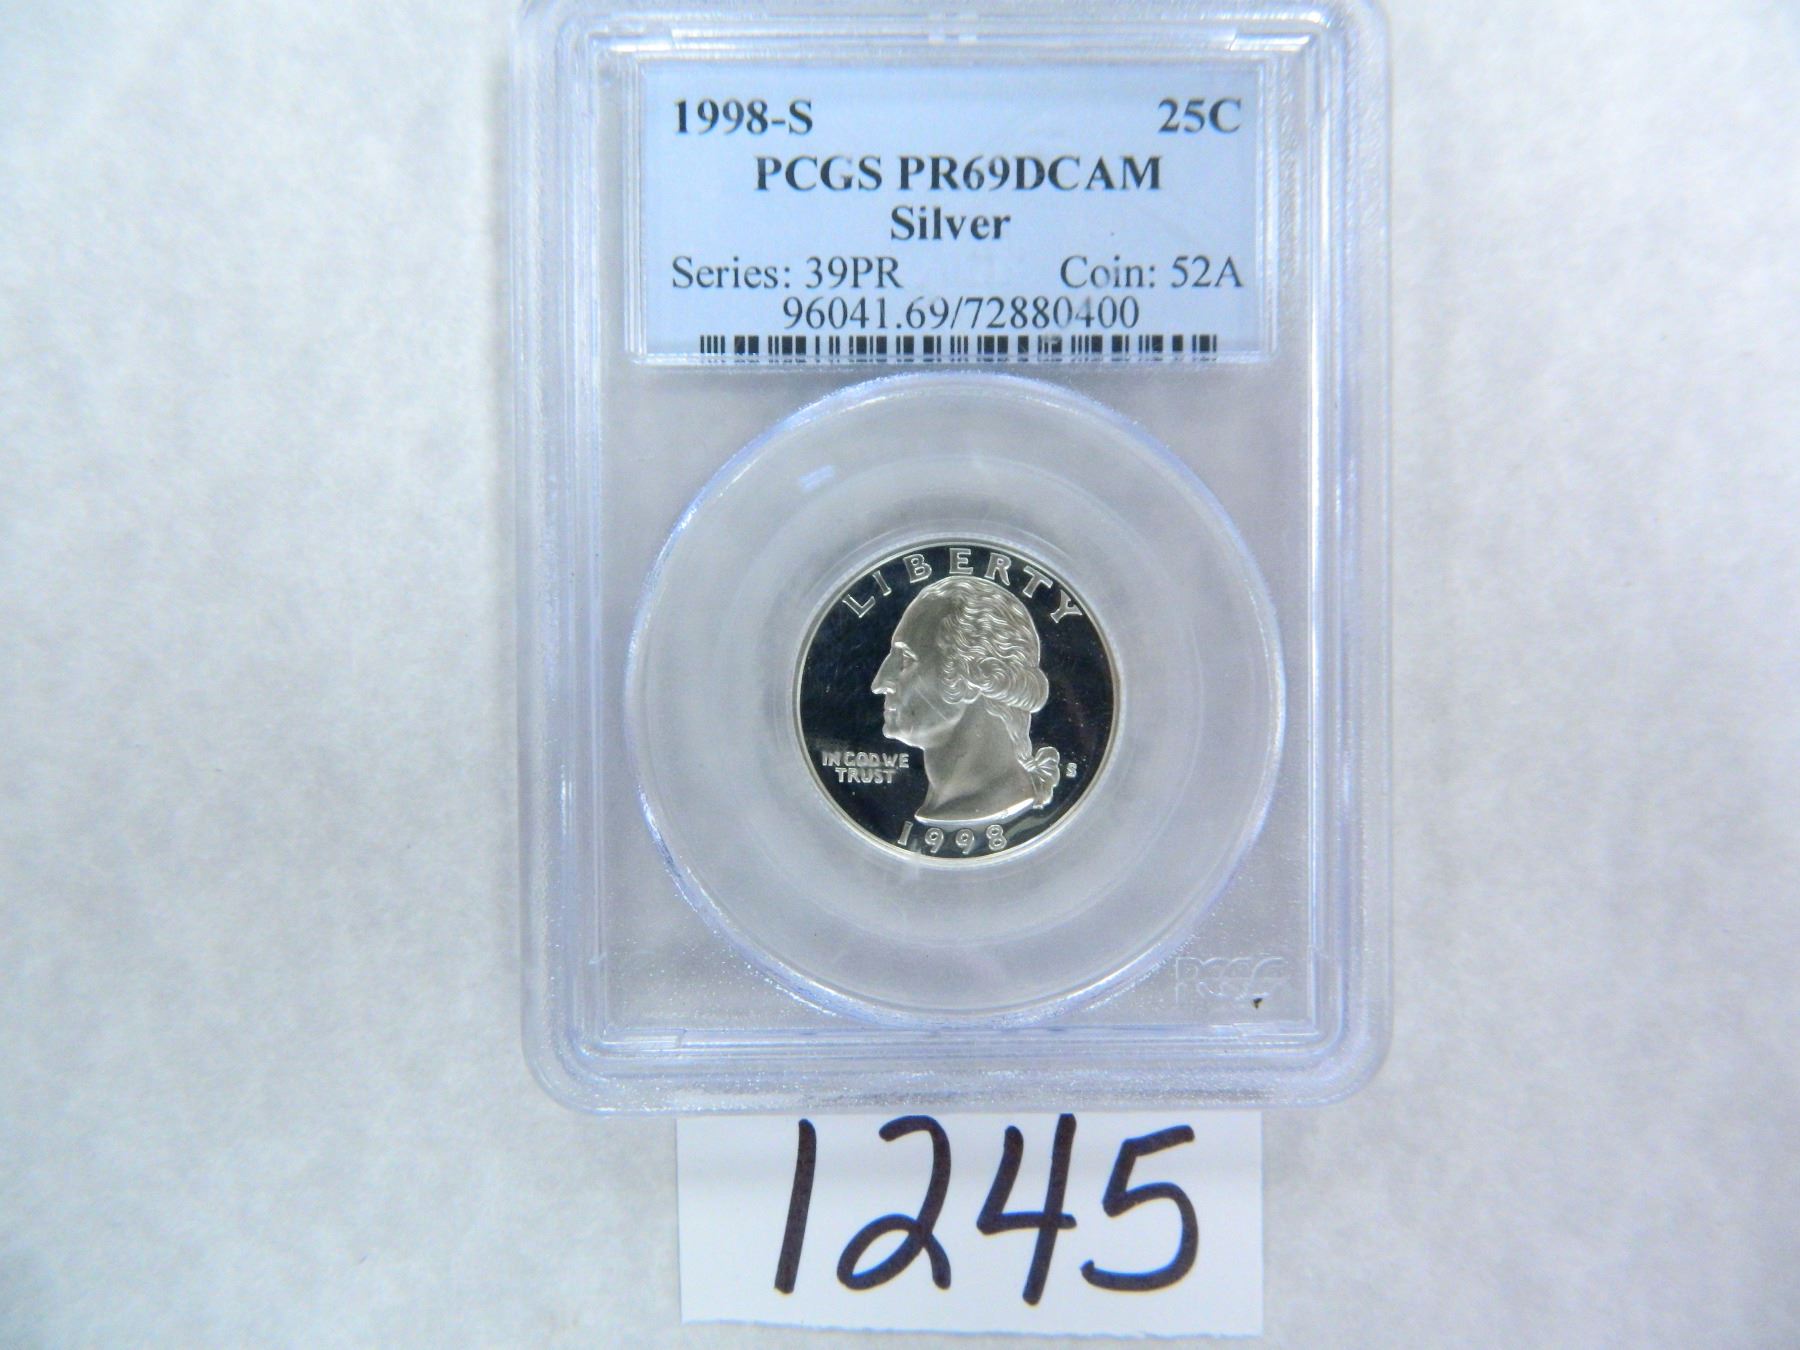 1998-S 25C
PCGS PR69DCAM
Silver
Series: 39PR Coin: 52A
96041.69/72880400
LIBERTY
IN GOD WE
TRUST
S
1998
PCGS
1245